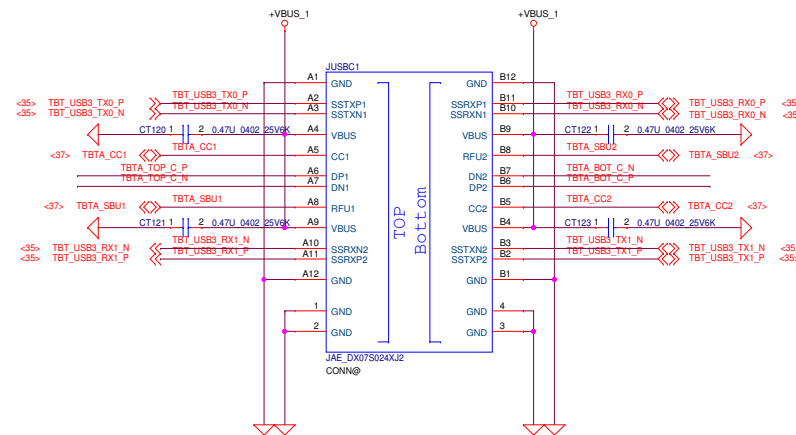 +VBUS_1 +VBUS_1
JUSBC1
A1 GND GND B12
<35> TBT_USB3_TX0_P TBT_USB3_TX0_P A2 SSTXP1 SSRXP1 B11 TBT_USB3_RX0_P TBT_USB3_RX0_P
<35> TBT_USB3_TX0_N TBT_USB3_TX0_N A3 SSTXN1 SSRXN1 B10 TBT_USB3_RX0_N TBT_USB3_RX0_N
CT120 1 2 0.47U_0402_25V6K A4 VBUS VBUS B9 CT122 1 2 0.47U_0402_25V6K
<37> TBTA_CC1 TBTA_CC1 A5 CC1 RFU2 B8 TBTA_SBU2 TBTA_SBU2 <37>
TBTA_TOP_C_P A6 DP1 DN2 B7 TBTA_BOT_C_N
TBTA_TOP_C_N A7 DN1 DP2 B6 TBTA_BOT_C_P
<37> TBTA_SBU1 TBTA_SBU1 A8 RFU1 CC2 B5 TBTA_CC2 TBTA_CC2 <37>
CT121 1 2 0.47U_0402_25V6K A9 VBUS VBUS B4 CT123 1 2 0.47U_0402_25V6K
<35> TBT_USB3_RX1_N TBT_USB3_RX1_N A10 SSRXN2 SSTXN2 B3 TBT_USB3_TX1_N TBT_USB3_TX1_N
<35> TBT_USB3_RX1_P TBT_USB3_RX1_P A11 SSRXP2 SSTXP2 B2 TBT_USB3_TX1_P TBT_USB3_TX1_P
A12 GND GND B1
1 GND GND 4
2 GND GND 3
TOP
Bottom
JAE_DX07S024XJ2
CONN@